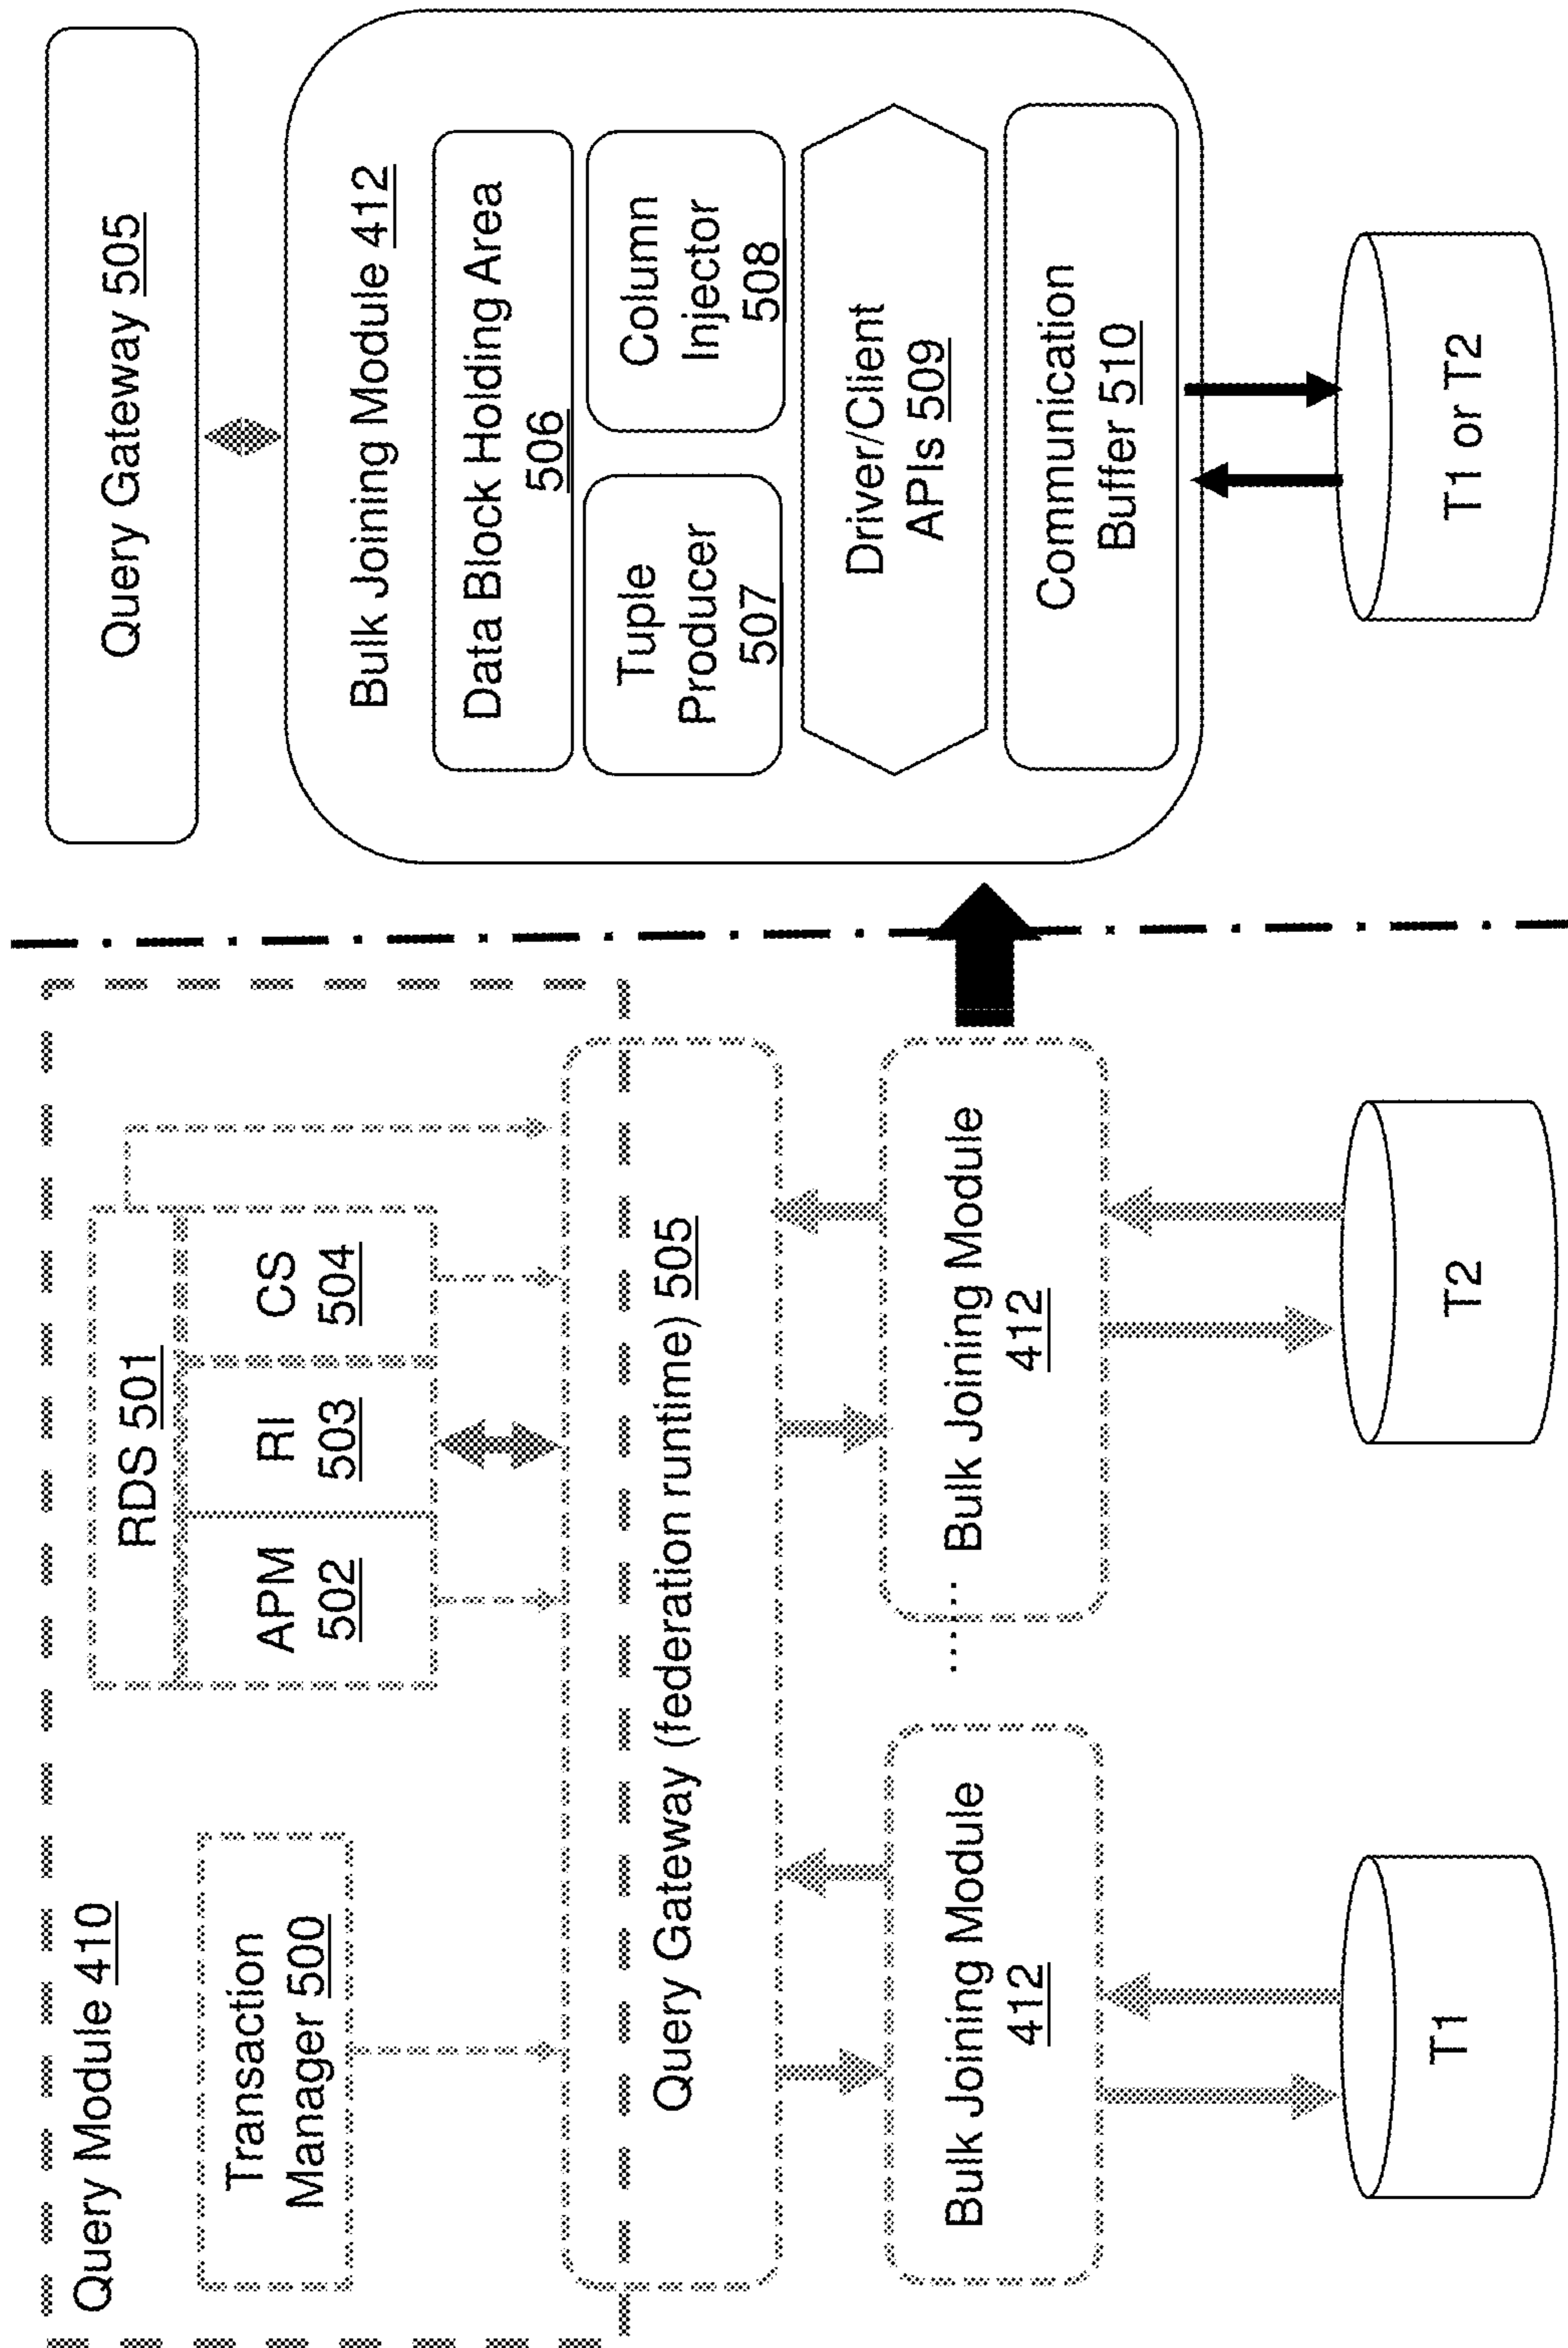 Query Module 410
Transaction
Manager 500
RDS 501
APM
502
RI
503
CS
504
Query Gateway (federation runtime) 505
Bulk Joining Module
412
......
Bulk Joining Module
412
T1
T2
Query Gateway 505
Bulk Joining Module 412
Data Block Holding Area
506
Tuple
Producer
507
Column
Injector
508
Driver/Client
APIs 509
Communication
Buffer 510
T1 or T2